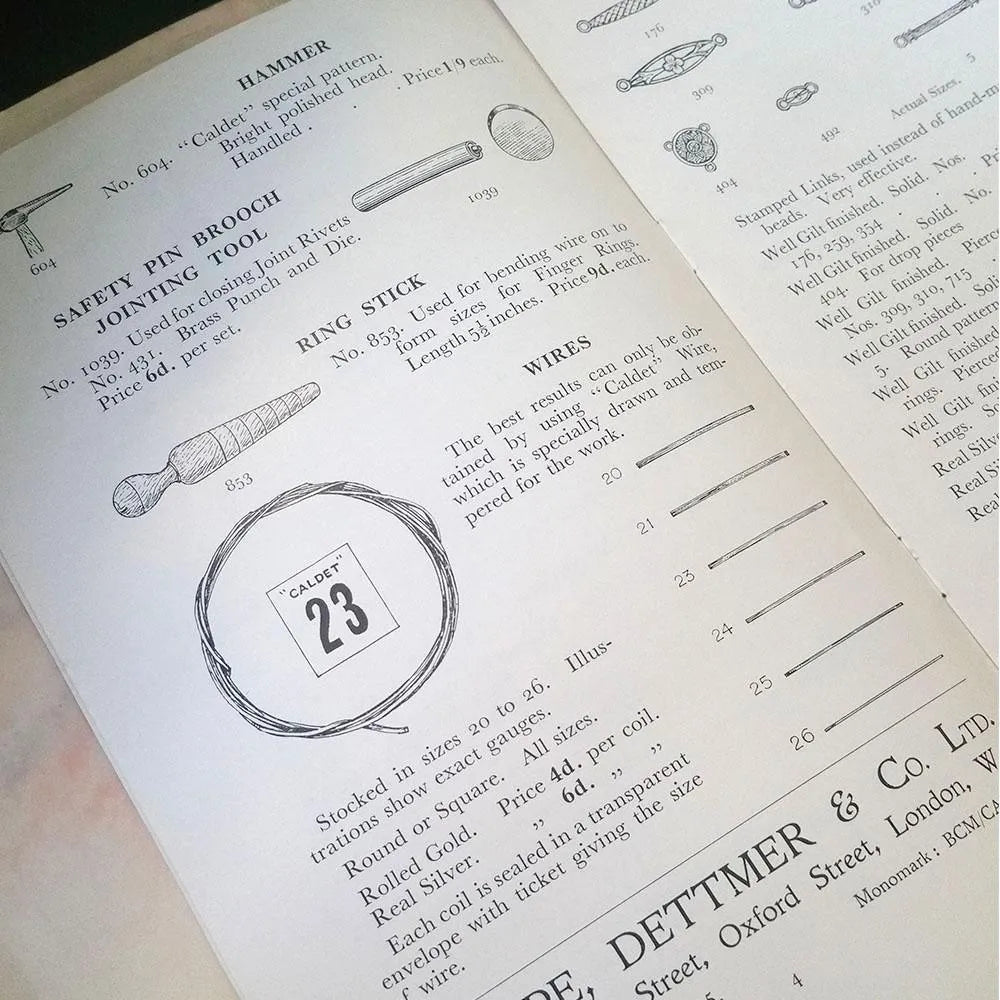 HAMMER
No. 604. “Caldet” special pattern.
Bright polished head.
Handled . . . Price 1/9 each.
604
1039
SAFETY PIN BROOCH
JOINTING TOOL
No. 1039. Used for closing Joint Rivets
No. 431. Brass Punch and Die.
Price 6d. per set.
RING STICK
No. 853. Used for bending wire on to
form sizes for Finger Rings.
Length 5½ inches. Price 9d. each.
853
WIRES
The best results can only be ob-
tained by using “Caldet” Wire,
which is specially drawn and tem-
pered for the work.
20
21
23
24
25
26
"CALDET"
23
Stocked in sizes 20 to 26. Illus-
trations show exact gauges.
Round or Square. All sizes.
Rolled Gold. Price 4d. per coil.
Real Silver. ” 6d. ” ”
Each coil is sealed in a transparent
envelope with ticket giving the size
of wire.
DETTMER & Co. LTD.
Street, Oxford Street, London, W.
Monomark: BCM/CA
4
176
309
492
404
Actual Sizes.
5
Stamped Links, used instead of hand-m
beads. Very effective.
Well Gilt finished. Solid. Nos.
176, 259, 354
Well Gilt finished. Solid. No.
404. For drop pieces
Well Gilt finished. Pierc
Nos. 309, 310, 715
Well Gilt finished. Sol
5. Round pattern
Well Gilt finished
rings. Pierced
Well Gilt fin
rings. S
Real Silver
Real Si
Rea